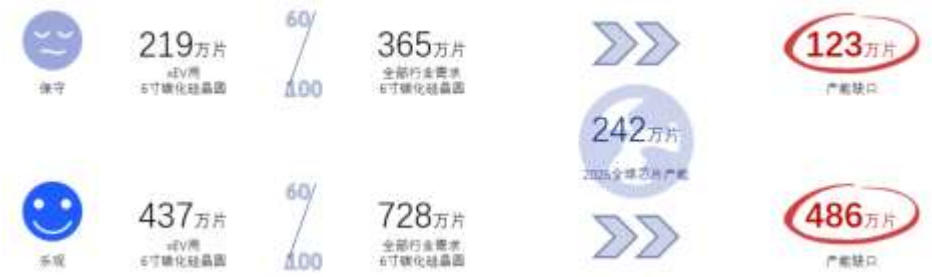 219万片
xEV用
6寸碳化硅晶圆
保守
60/
100
365万片
全部行业需求
6寸碳化硅晶圆
123万片
产能缺口
242万片
2025全球芯片产能
437万片
xEV用
6寸碳化硅晶圆
乐观
60/
100
728万片
全部行业需求
6寸碳化硅晶圆
486万片
产能缺口